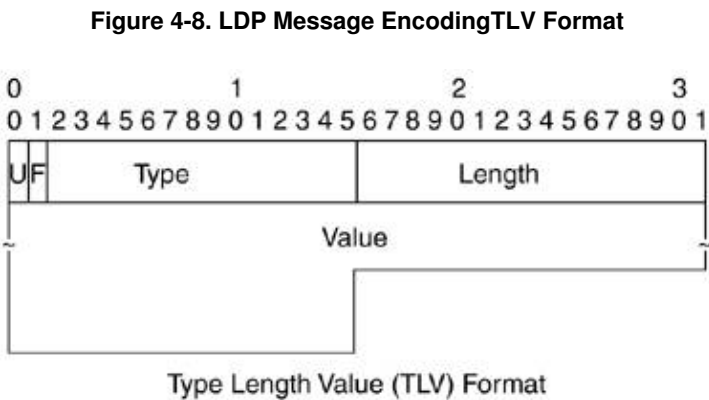 Figure 4-8. LDP Message EncodingTLV Format
0 1 2 3
0 1 2 3 4 5 6 7 8 9 0 1 2 3 4 5 6 7 8 9 0 1 2 3 4 5 6 7 8 9 0 1
U F Type Length
Value
~ ~
Type Length Value (TLV) Format